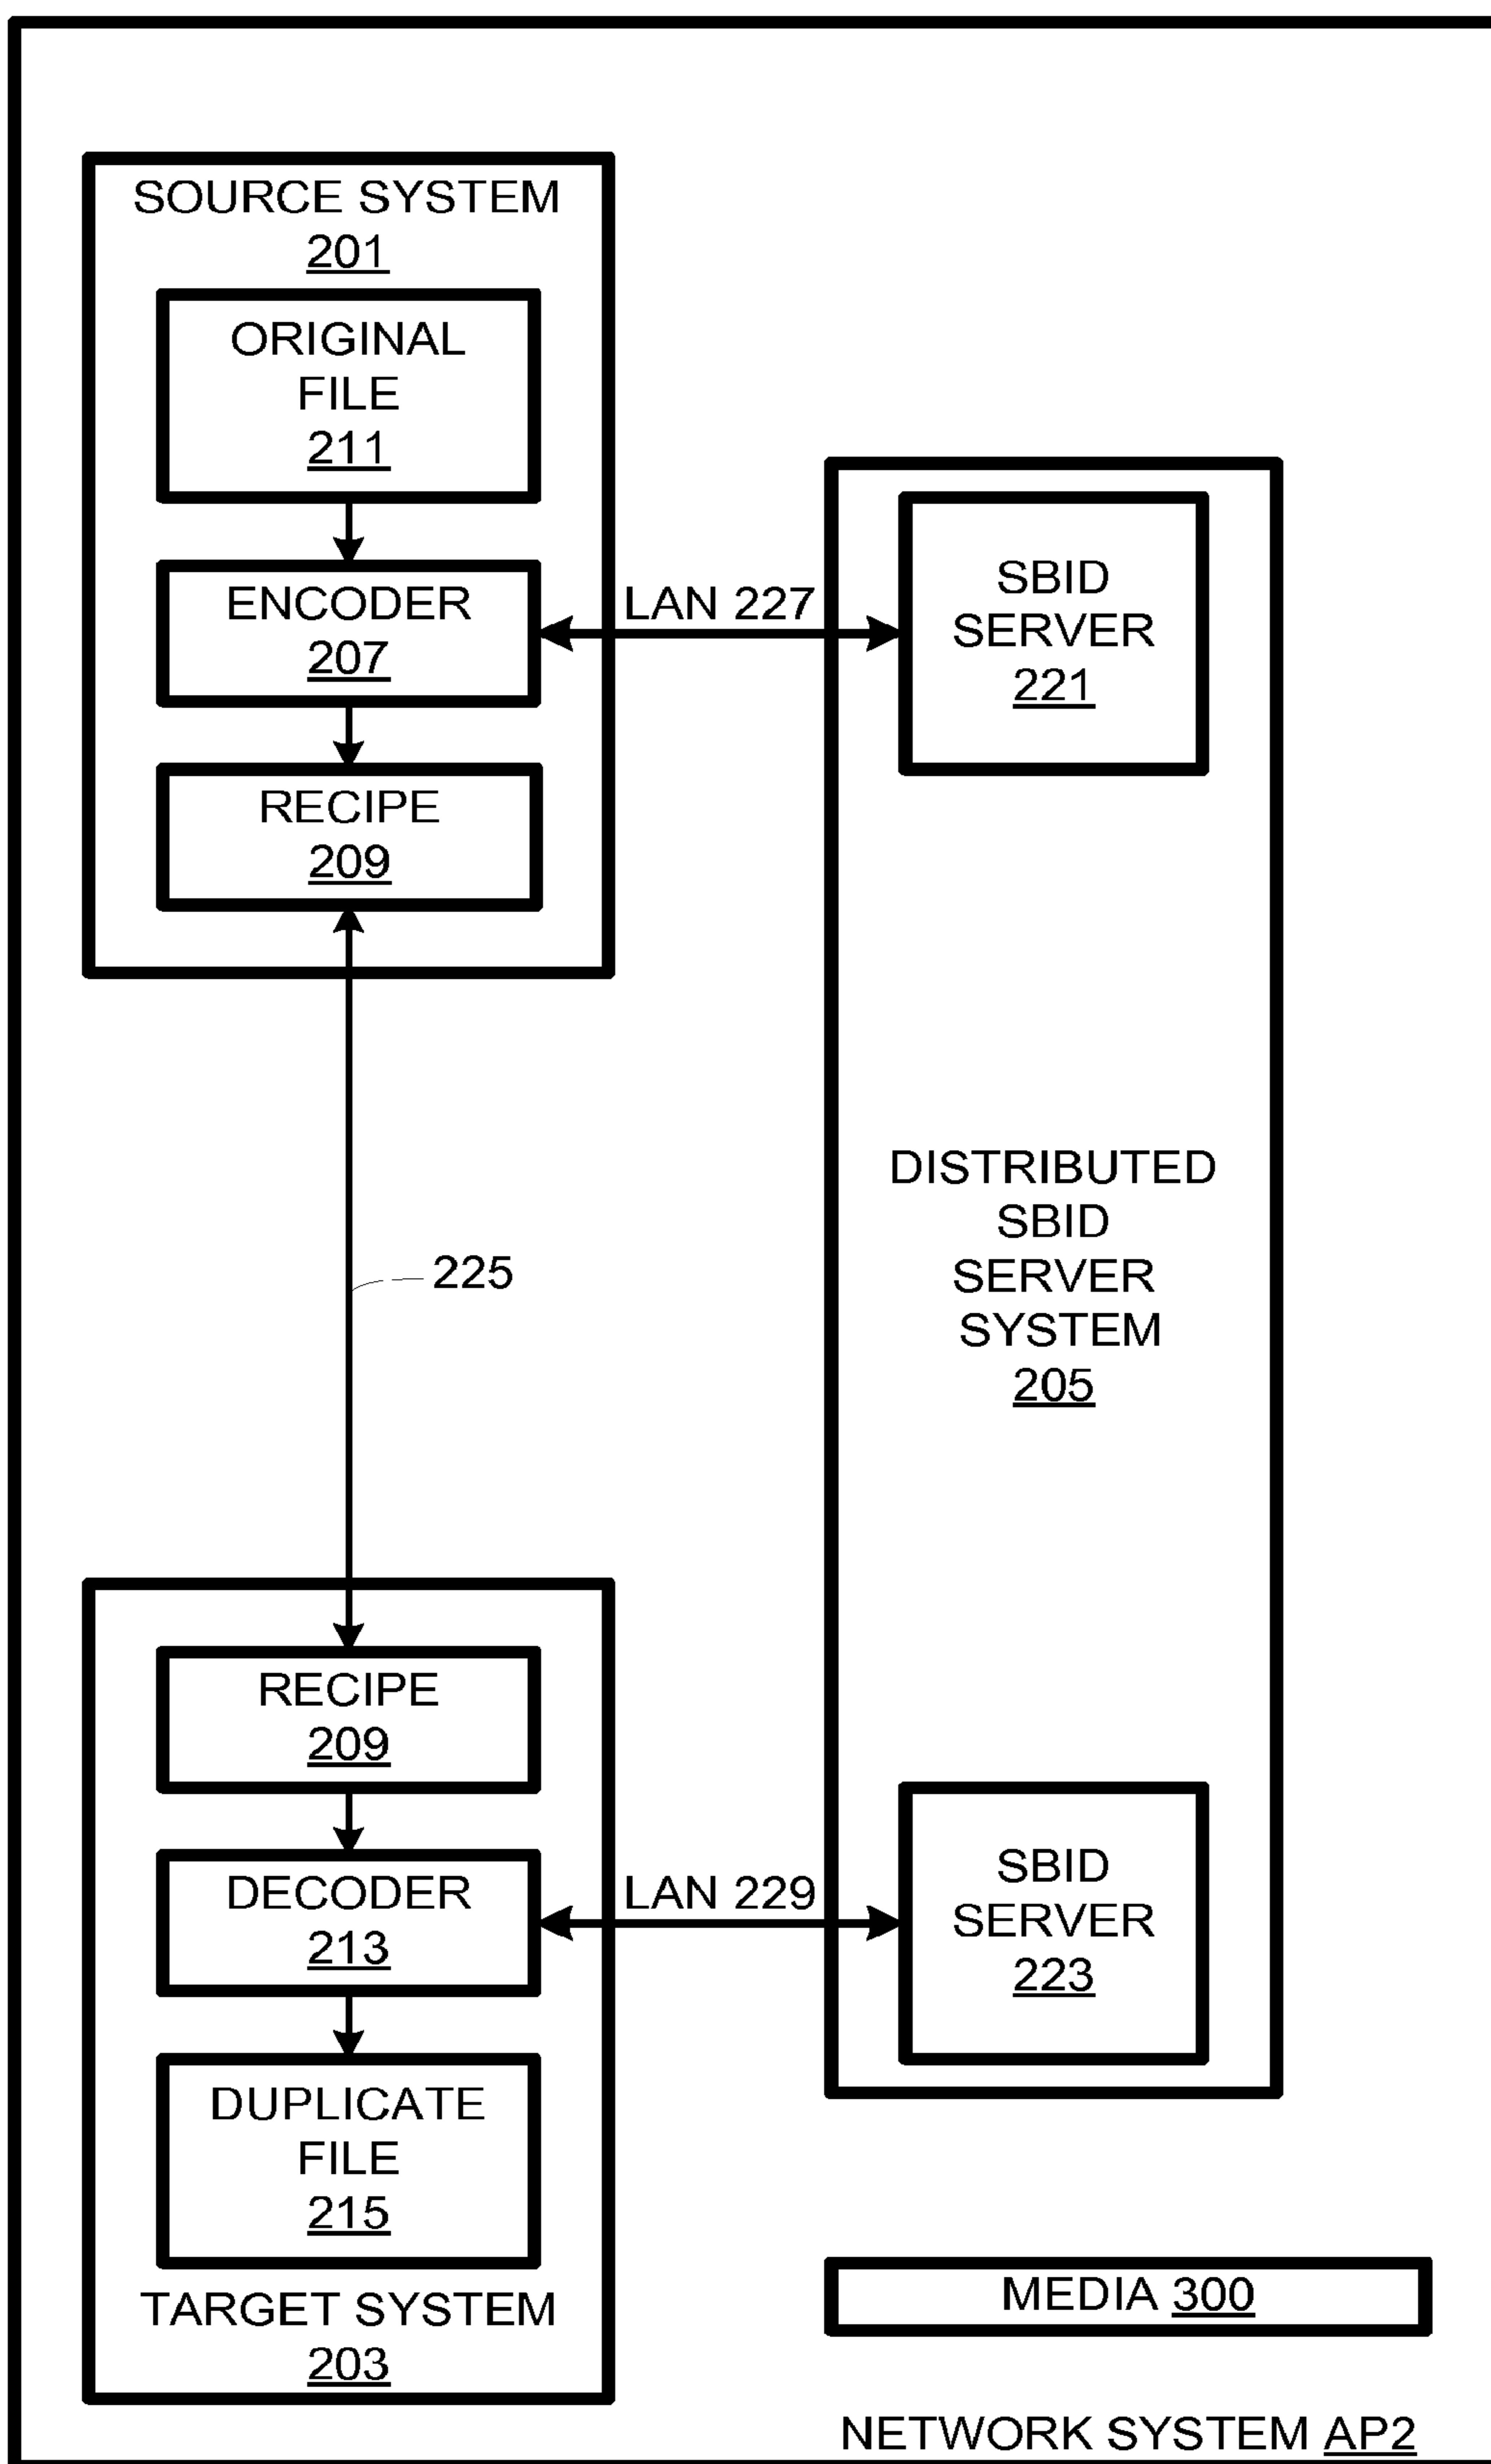 SOURCE SYSTEM
201
ORIGINAL
FILE
211
ENCODER
207
RECIPE
209
LAN 227
SBID
SERVER
221
225
DISTRIBUTED
SBID
SERVER
SYSTEM
205
RECIPE
209
DECODER
213
DUPLICATE
FILE
215
TARGET SYSTEM
203
LAN 229
SBID
SERVER
223
MEDIA 300
NETWORK SYSTEM AP2